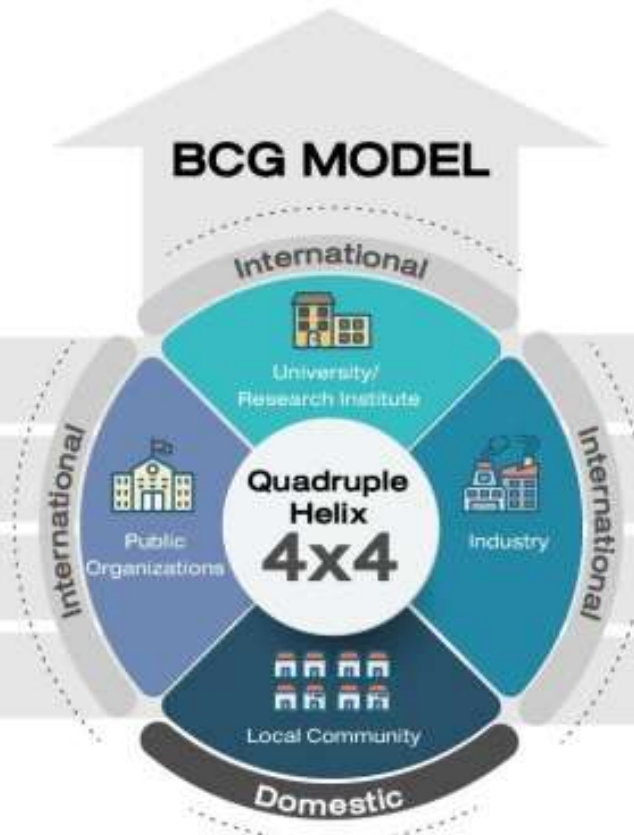 BCG MODEL
International
University/
Research Institute
International
Public
Organizations
Quadruple
Helix
4x4
Industry
International
Local Community
Domestic